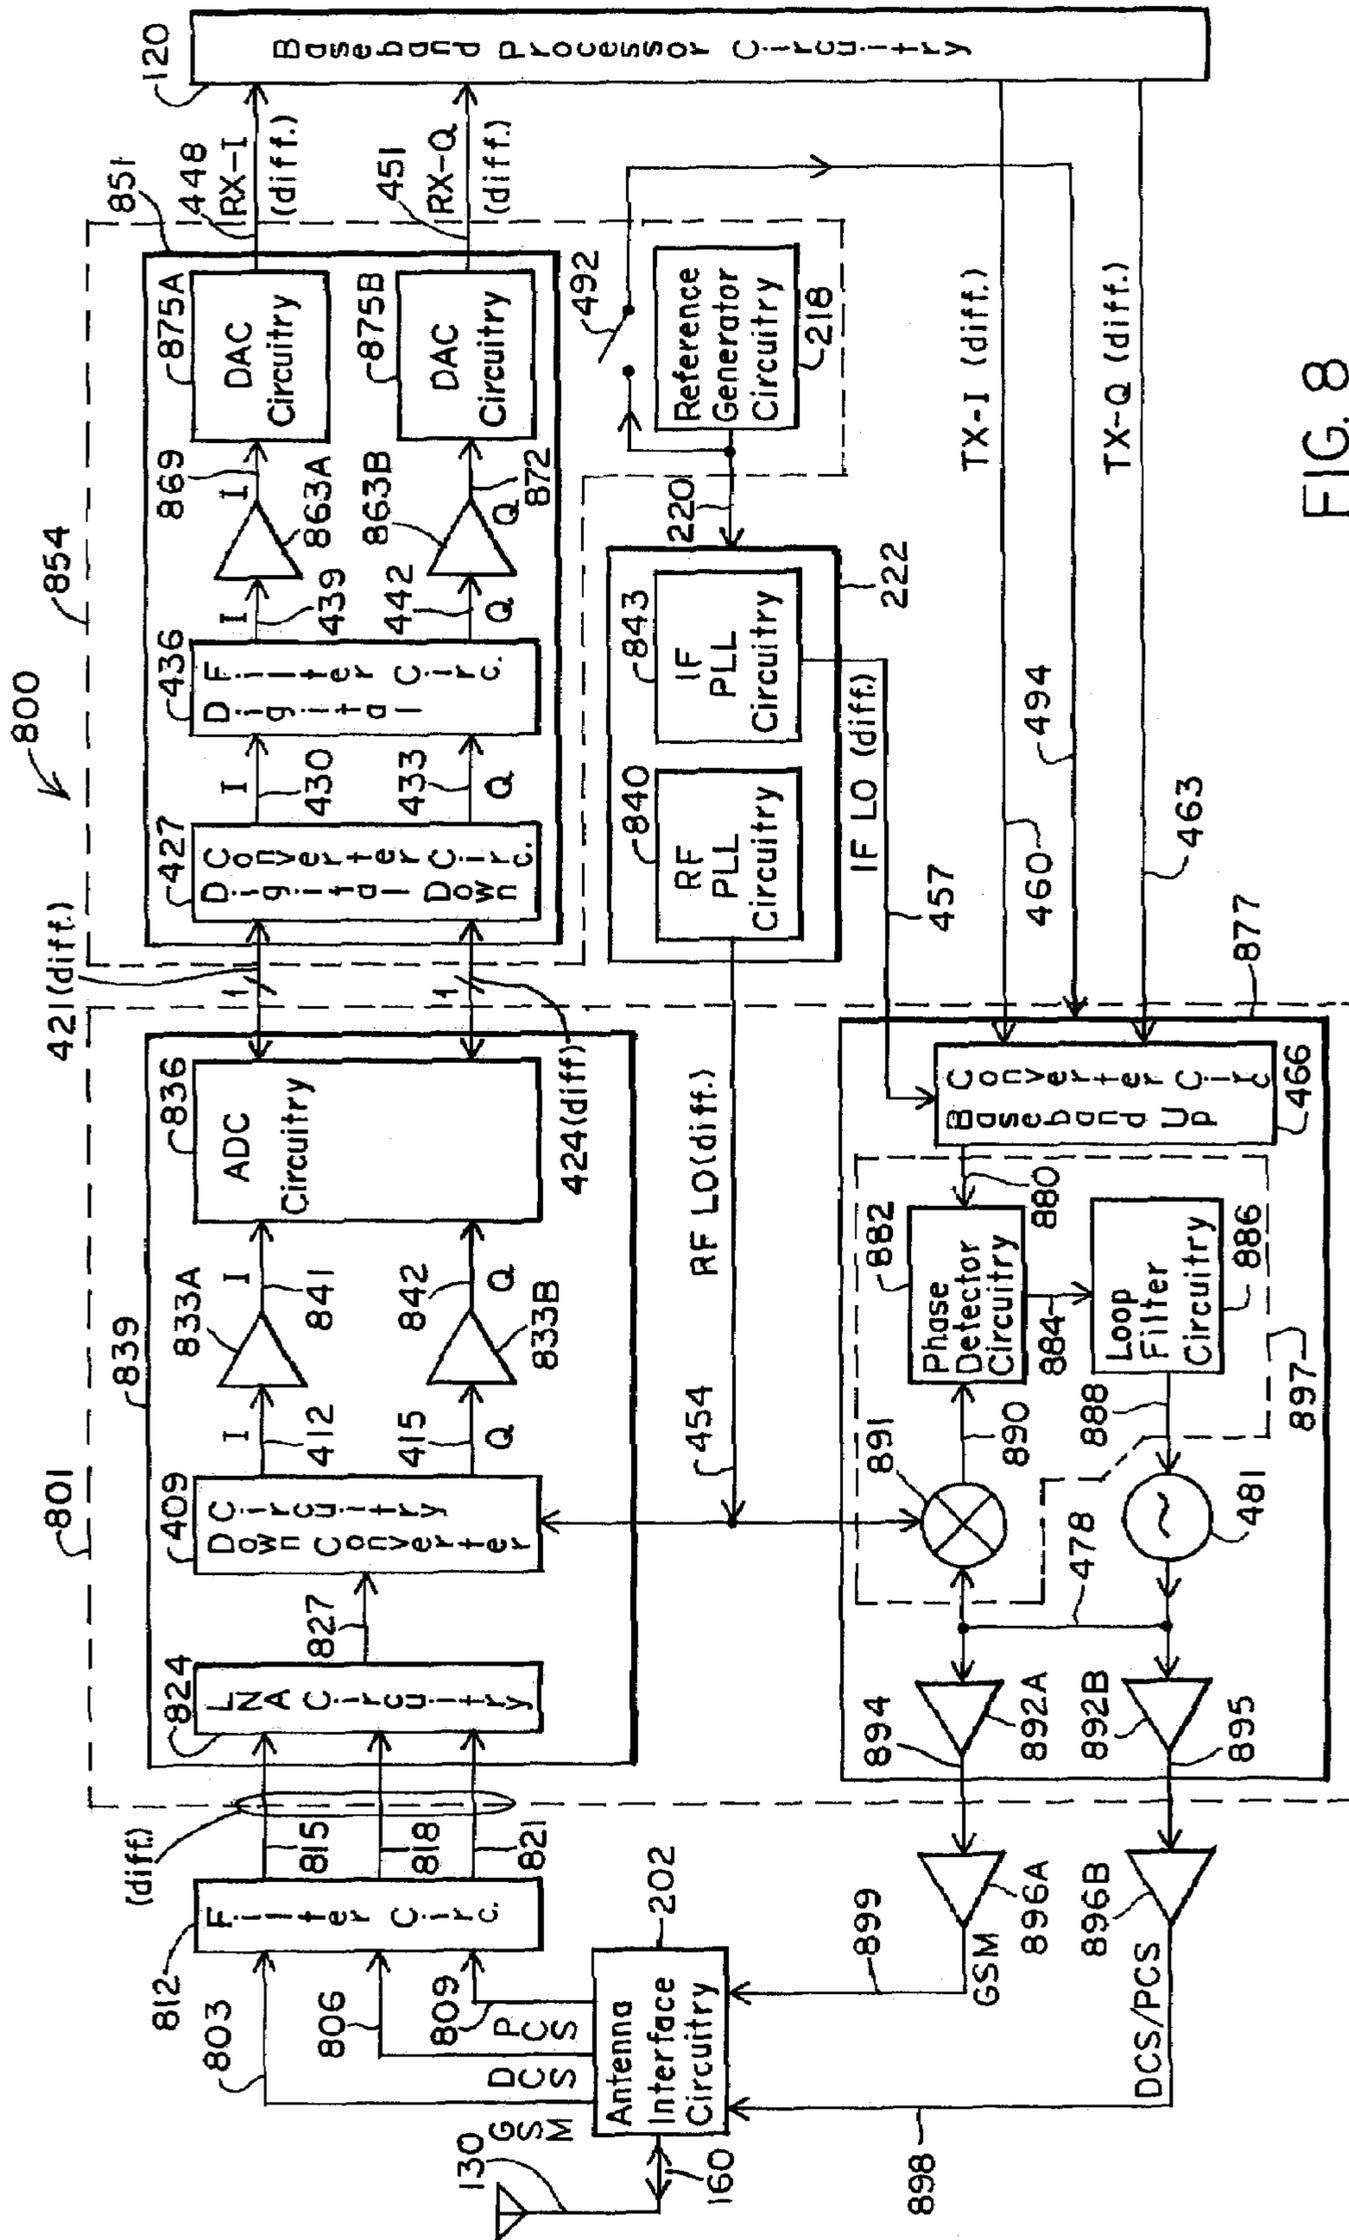 800
801
839
854
851
120
Baseband Processor Circuitry
(diff.)
812
Filter Circ.
803
806
809
GSM
DCS
PCS
815
818
821
824
LNA Circuitry
827
409
Down Converter Circuitry
I
412
833A
I
841
415
Q
842
Q
833B
836
ADC Circuitry
421(diff.)
1
1
424(diff)
427
Digital Down Converter Circ.
I
430
433
Q
436
Digital Filter Circ.
I
439
442
Q
863A
863B
I
869
Q
872
875A
DAC Circuitry
875B
DAC Circuitry
448
RX-I
(diff.)
451
RX-Q
(diff.)
130
160
202
Antenna Interface Circuitry
454
RF LO(diff.)
840
RF PLL Circuitry
843
IF PLL Circuitry
222
220
492
Reference Generator Circuitry
218
IF LO (diff.)
457
TX-I (diff.)
460
494
TX-Q (diff.)
463
877
Baseband Up Converter Circ
466
880
882
Phase Detector Circuitry
884
Loop Filter Circuitry
886
888
890
891
897
481
478
892A
892B
894
895
896A
896B
GSM
899
DCS/PCS
898
FIG. 8